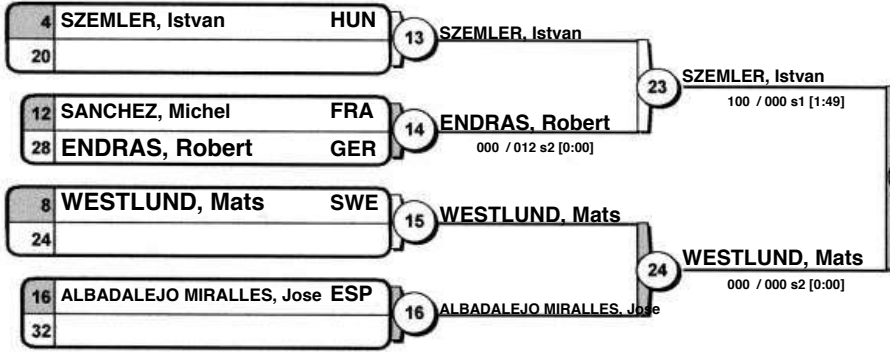 4 SZEMLER, Istvan HUN
20
13 SZEMLER, Istvan
12 SANCHEZ, Michel FRA
28 ENDRAS, Robert GER
14 ENDRAS, Robert
000 / 012 s2 [0:00]
23 SZEMLER, Istvan
100 / 000 s1 [1:49]
8 WESTLUND, Mats SWE
24
15 WESTLUND, Mats
16 ALBADALEJO MIRALLES, Jose ESP
32
16 ALBADALEJO MIRALLES, Jose
24 WESTLUND, Mats
000 / 000 s2 [0:00]